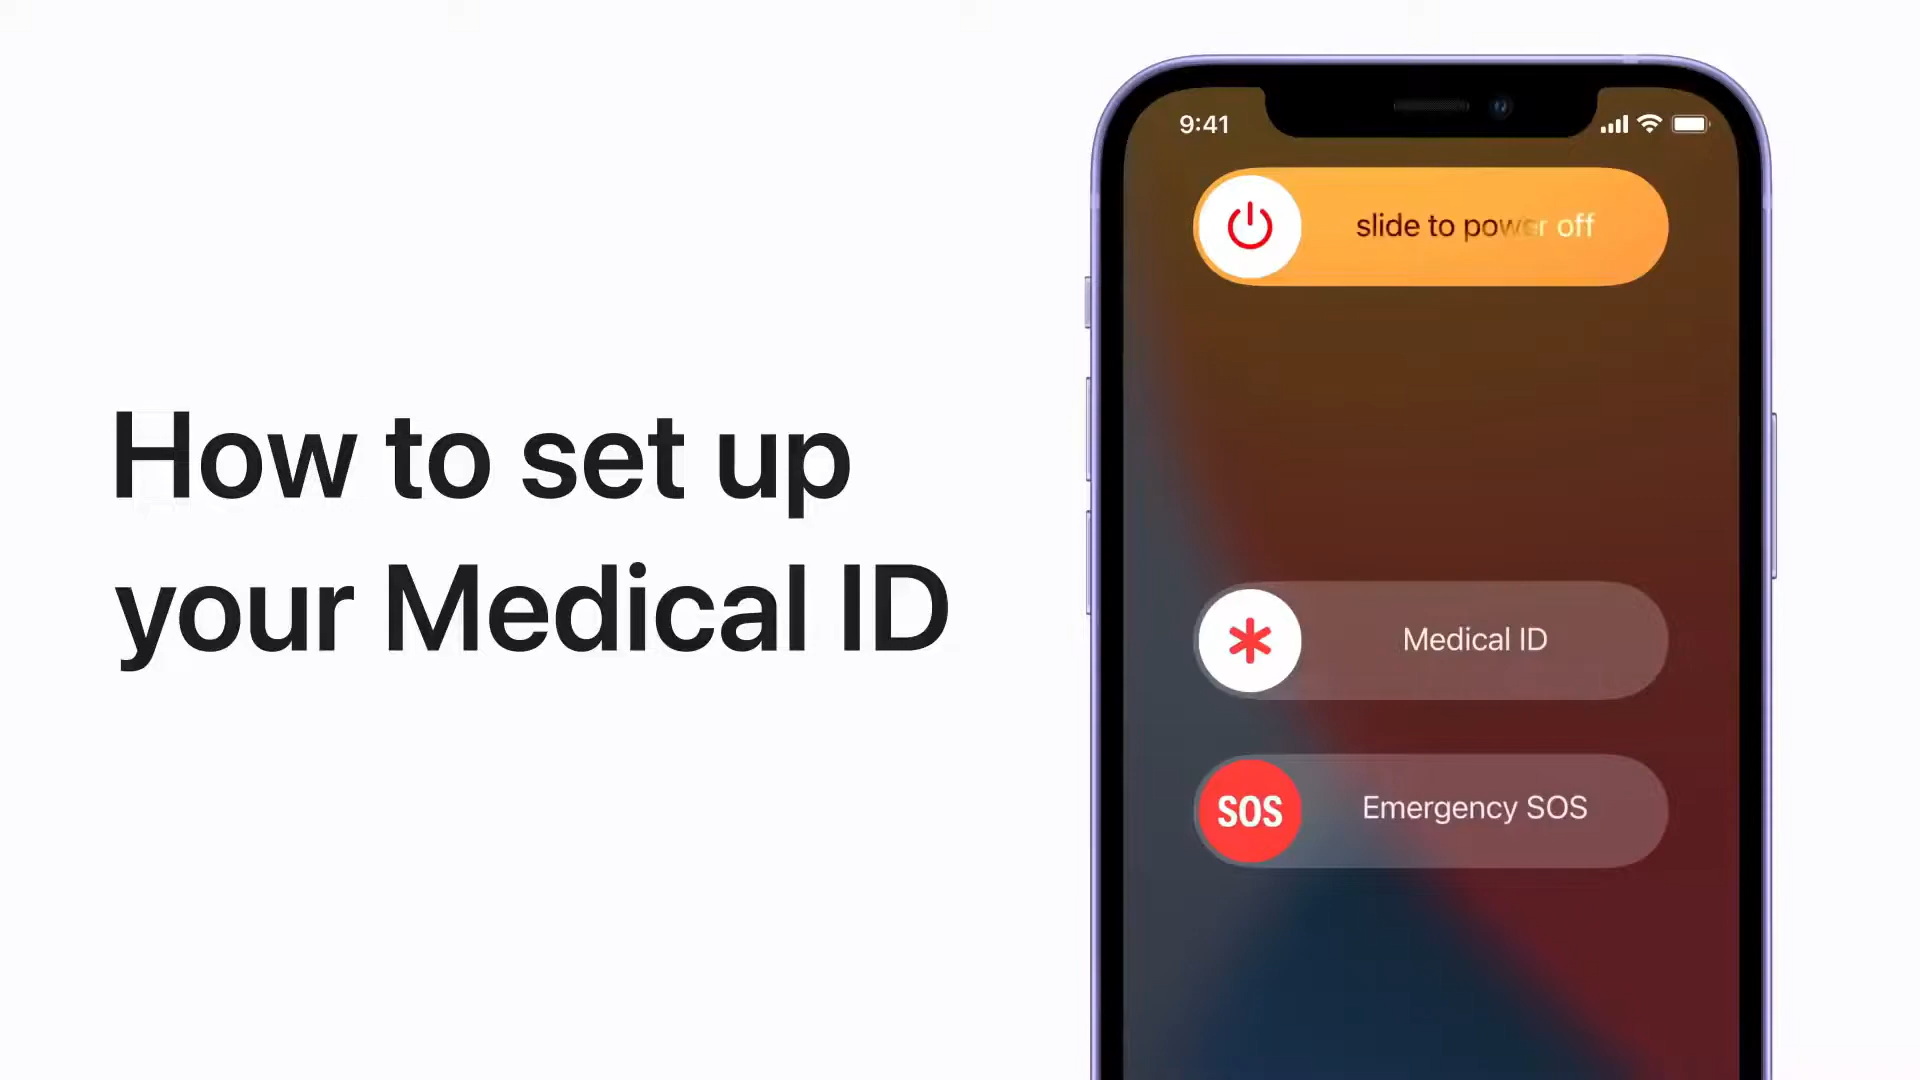 How to set up
your Medical ID
9:41
slide to power off
Medical ID
SOS
Emergency SOS